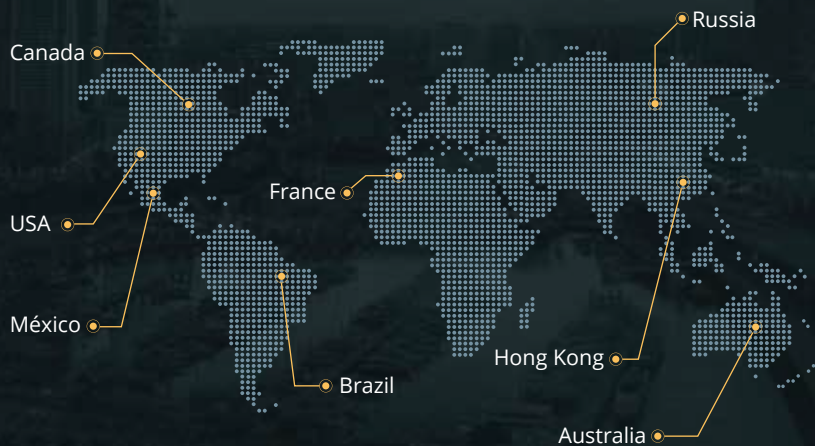 Russia
Canada
France
USA
México
Hong Kong
Brazil
Australia